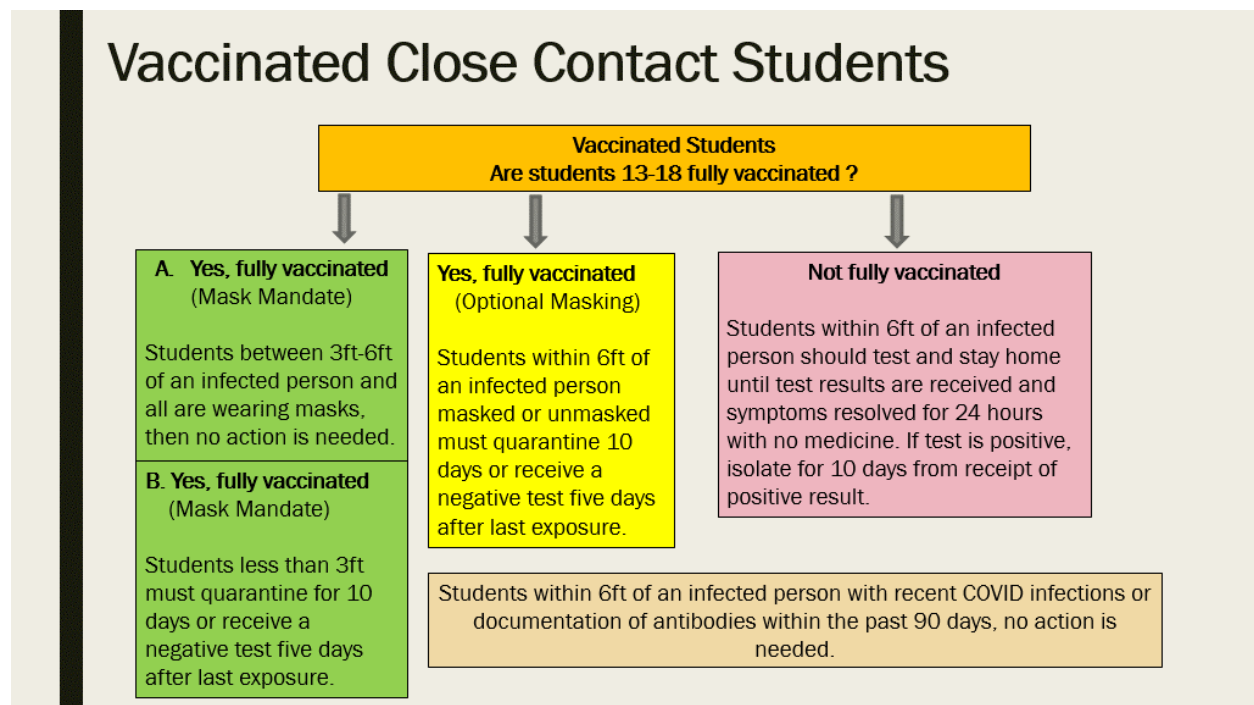 Vaccinated Close Contact Students
Vaccinated Students
Are students 13-18 fully vaccinated ?
A. Yes, fully vaccinated
(Mask Mandate)
Students between 3ft-6ft
of an infected person and
all are wearing masks,
then no action is needed.
B. Yes, fully vaccinated
(Mask Mandate)
Students less than 3ft
must quarantine for 10
days or receive a
negative test five days
after last exposure.
Yes, fully vaccinated
(Optional Masking)
Students within 6ft of
an infected person
masked or unmasked
must quarantine 10
days or receive a
negative test five days
after last exposure.
Not fully vaccinated
Students within 6ft of an infected
person should test and stay home
until test results are received and
symptoms resolved for 24 hours
with no medicine. If test is positive,
isolate for 10 days from receipt of
positive result.
Students within 6ft of an infected person with recent COVID infections or
documentation of antibodies within the past 90 days, no action is
needed.